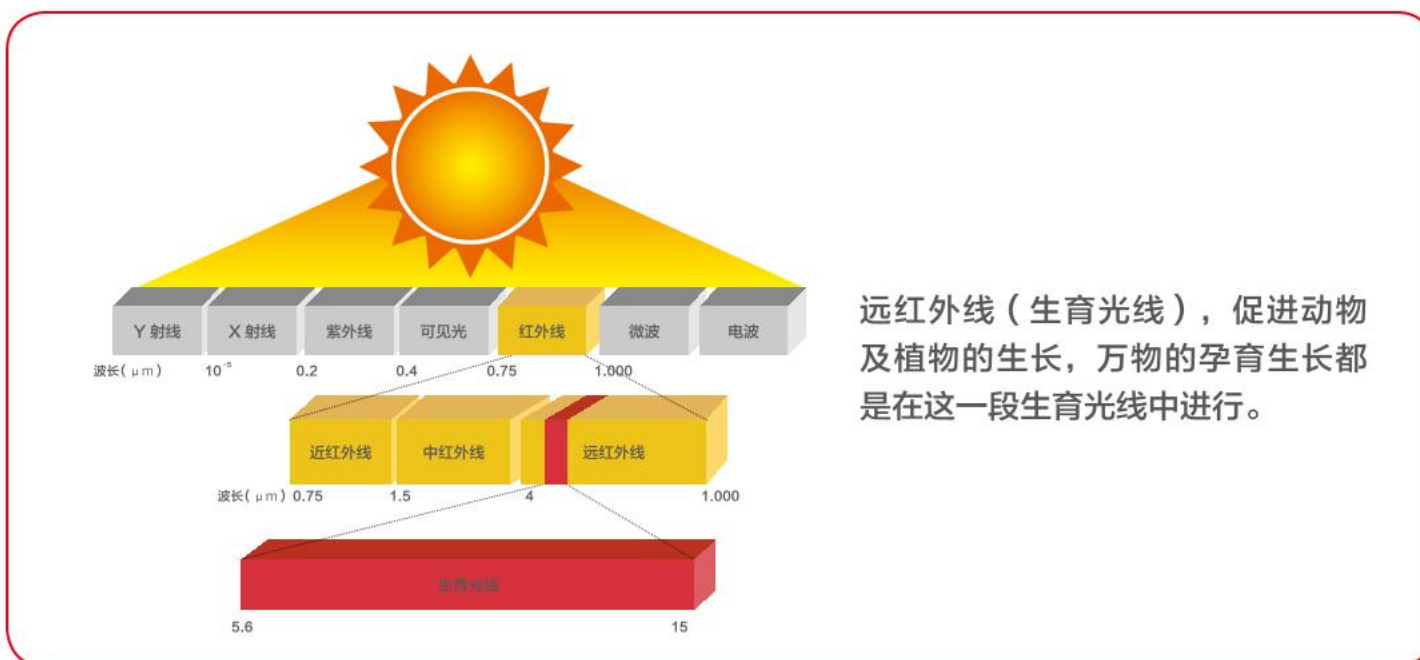 Y 射线 X 射线 紫外线 可见光 红外线 微波 电波
波长( μm ) 10⁻⁵ 0.2 0.4 0.75 1.000
远红外线（生育光线），促进动物
及植物的生长，万物的孕育生长都
是在这一段生育光线中进行。
近红外线 中红外线 远红外线
波长( μm ) 0.75 1.5 4 1.000
生育光线
5.6 15